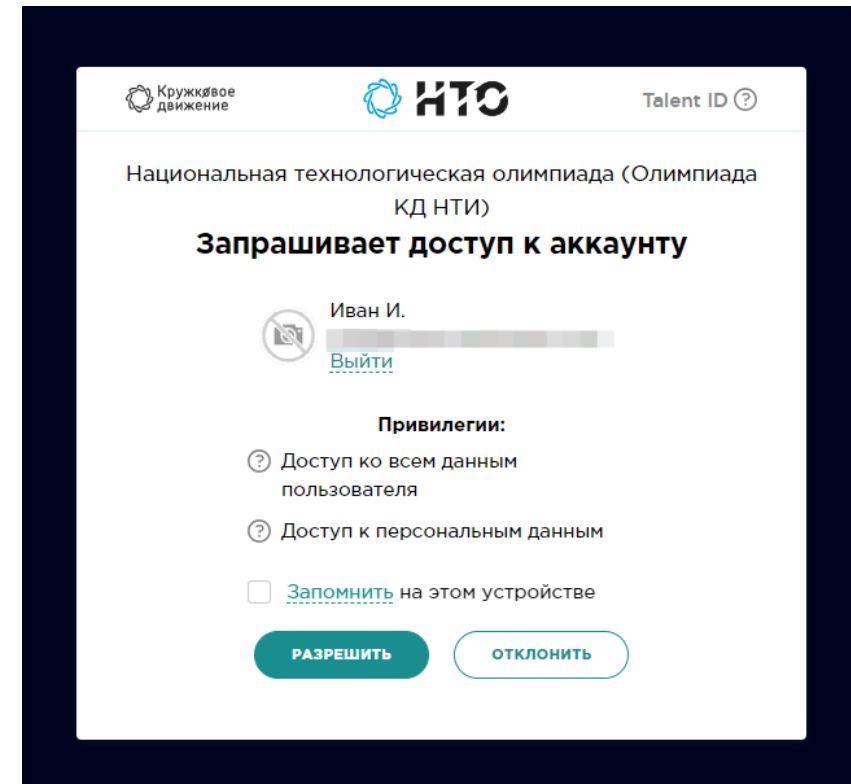 Кружковое
движение
НТО
Talent ID ?
Национальная технологическая олимпиада (Олимпиада
КД НТИ)
Запрашивает доступ к аккаунту
Иван И.
Выйти
Привилегии:
? Доступ ко всем данным
пользователя
? Доступ к персональным данным
Запомнить на этом устройстве
РАЗРЕШИТЬ
ОТКЛОНИТЬ